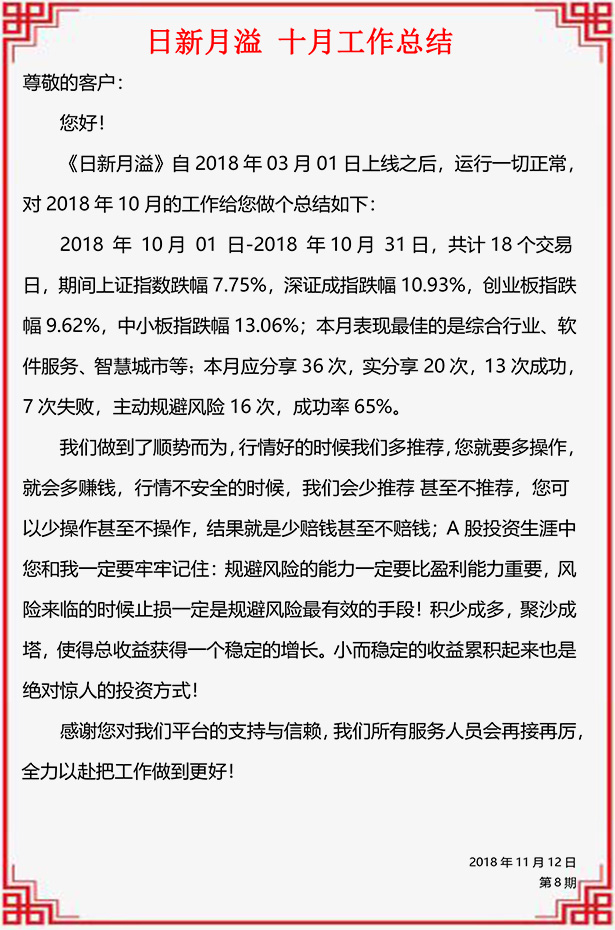 日新月溢 十月工作总结
尊敬的客户：
您好！
《日新月溢》自 2018 年 03 月 01 日上线之后，运行一切正常，
对 2018 年 10 月的工作给您做个总结如下：
2018 年 10 月 01 日-2018 年 10 月 31 日，共计 18 个交易
日，期间上证指数跌幅 7.75%，深证成指跌幅 10.93%，创业板指跌
幅 9.62%，中小板指跌幅 13.06%；本月表现最佳的是综合行业、软
件服务、智慧城市等；本月应分享 36 次，实分享 20 次，13 次成功，
7 次失败，主动规避风险 16 次，成功率 65%。
我们做到了顺势而为，行情好的时候我们多推荐，您就要多操作，
就会多赚钱，行情不安全的时候，我们会少推荐 甚至不推荐，您可
以少操作甚至不操作，结果就是少赔钱甚至不赔钱；A 股投资生涯中
您和我一定要牢牢记住：规避风险的能力一定要比盈利能力重要，风
险来临的时候止损一定是规避风险最有效的手段！积少成多，聚沙成
塔，使得总收益获得一个稳定的增长。小而稳定的收益累积起来也是
绝对惊人的投资方式！
感谢您对我们平台的支持与信赖，我们所有服务人员会再接再厉，
全力以赴把工作做到更好！
2018 年 11 月 12 日
第 8 期